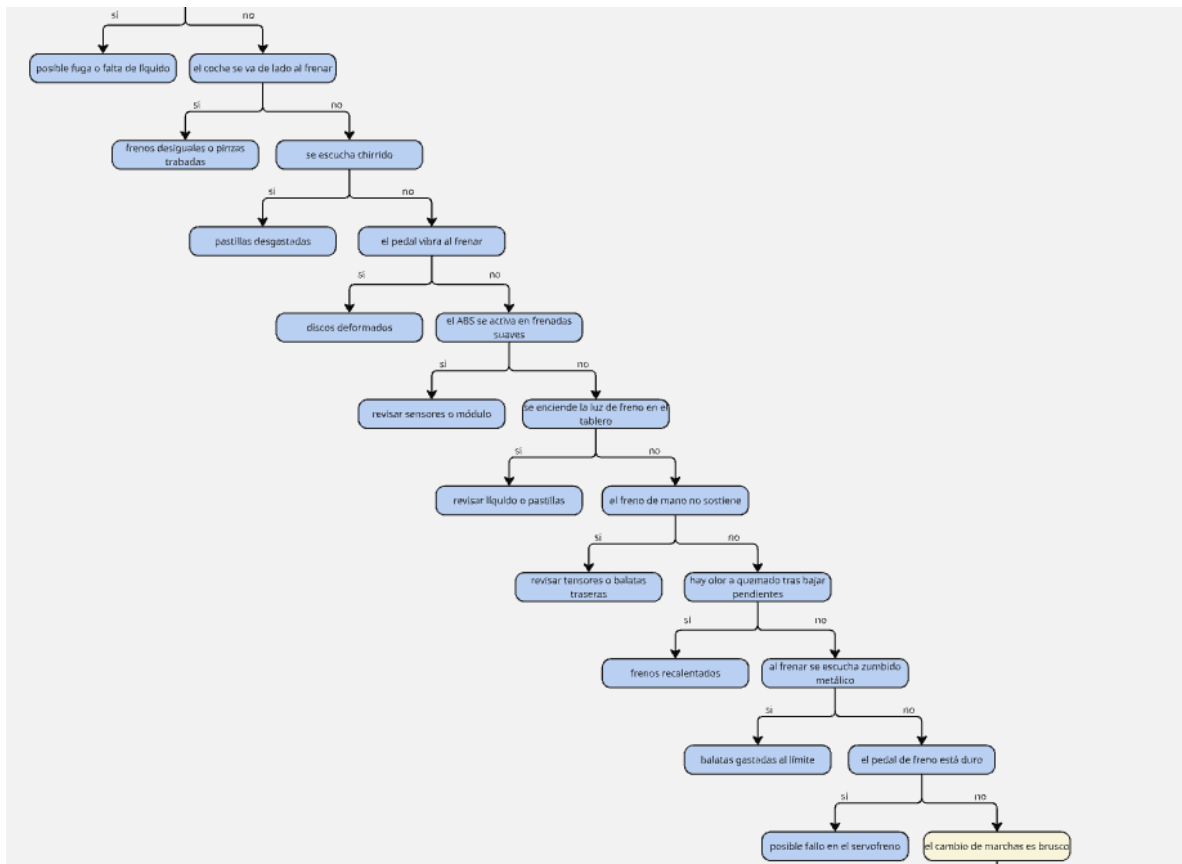 si
no
posible fuga o falta de líquido
el coche se va de lado al frenar
si
no
frenos desiguales o pinzas
trabadas
se escucha chirrido
si
no
pastillas desgastadas
el pedal vibra al frenar
si
no
discos deformados
el ABS se activa en frenadas
suaves
si
no
revisar sensores o módulo
se enciende la luz de freno en el
tablero
si
no
revisar líquido o pastillas
el freno de mano no sostiene
si
no
revisar tensores o balatas
traseras
hay olor a quemado tras bajar
pendientes
si
no
frenos recalentados
al frenar se escucha zumbido
metálico
si
no
balatas gastadas al límite
el pedal de freno está duro
si
no
posible fallo en el servofreno
el cambio de marchas es brusco